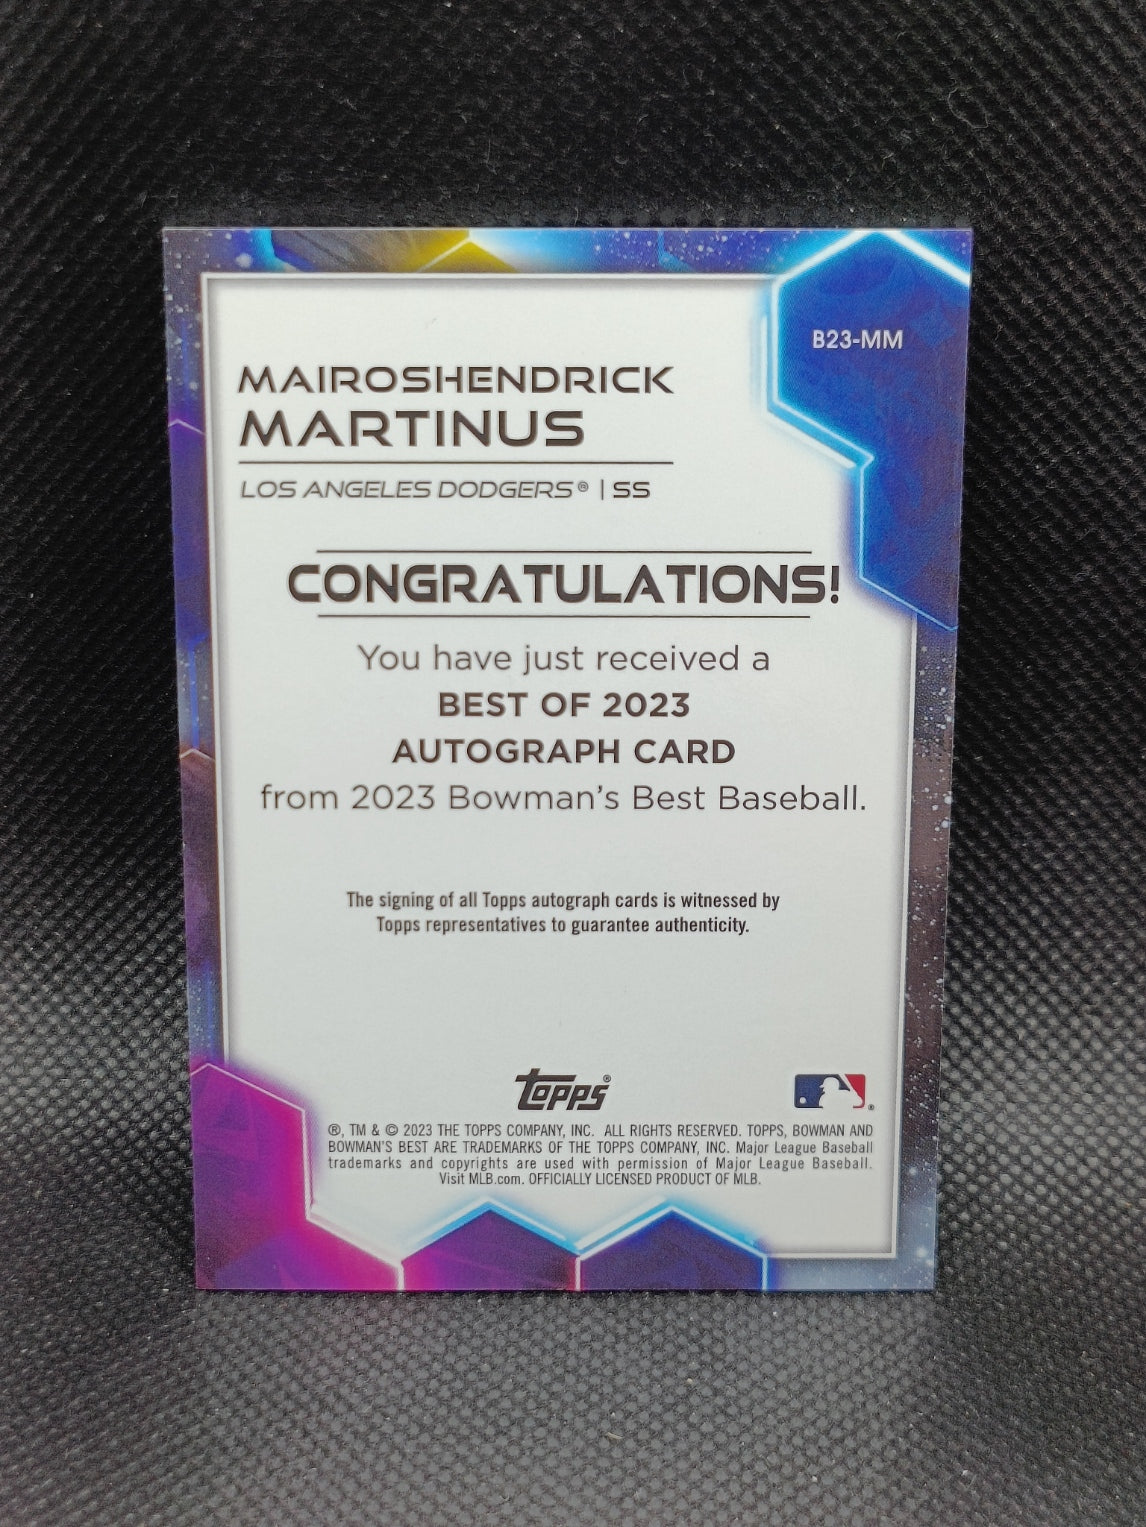 B23-MM
MAIROSHENDRICK
MARTINUS
LOS ANGELES DODGERS® | SS
CONGRATULATIONS!
You have just received a
BEST OF 2023
AUTOGRAPH CARD
from 2023 Bowman's Best Baseball.
The signing of all Topps autograph cards is witnessed by
Topps representatives to guarantee authenticity.
Topps®
®, TM & © 2023 THE TOPPS COMPANY, INC. ALL RIGHTS RESERVED. TOPPS, BOWMAN AND
BOWMAN'S BEST ARE TRADEMARKS OF THE TOPPS COMPANY, INC. Major League Baseball
trademarks and copyrights are used with permission of Major League Baseball.
Visit MLB.com. OFFICIALLY LICENSED PRODUCT OF MLB.